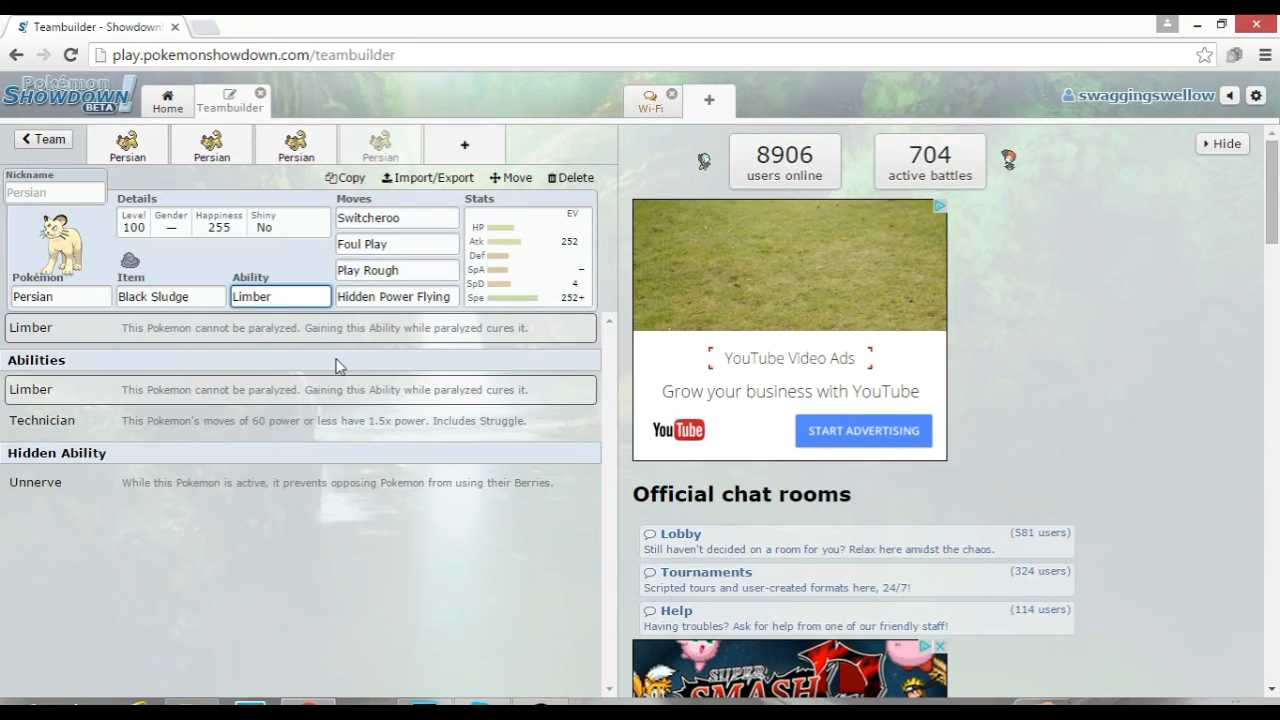 Teambuilder - Showdown!
play.pokemonshowdown.com/teambuilder
Pokémon
SHOWDOWN!
BETA
Home
Teambuilder
Wi-Fi
+
swaggingswellow
Team
Persian
Persian
Persian
Persian
+
Copy
Import/Export
Move
Delete
Nickname
Persian
Details
Level
100
Gender
—
Happiness
255
Shiny
No
Pokémon
Persian
Item
Black Sludge
Ability
Limber
Moves
Switcheroo
Foul Play
Play Rough
Hidden Power Flying
Stats
EV
HP
Atk 252
Def
SpA –
SpD 4
Spe 252+
Limber This Pokemon cannot be paralyzed. Gaining this Ability while paralyzed cures it.
Abilities
Limber This Pokemon cannot be paralyzed. Gaining this Ability while paralyzed cures it.
Technician This Pokemon's moves of 60 power or less have 1.5x power. Includes Struggle.
Hidden Ability
Unnerve While this Pokemon is active, it prevents opposing Pokemon from using their Berries.
8906
users online
704
active battles
Hide
YouTube Video Ads
Grow your business with YouTube
YouTube
START ADVERTISING
Official chat rooms
Lobby (581 users)
Still haven't decided on a room for you? Relax here amidst the chaos.
Tournaments (324 users)
Scripted tours and user-created formats here, 24/7!
Help (114 users)
Having troubles? Ask for help from one of our friendly staff!
SUPER
SMASH